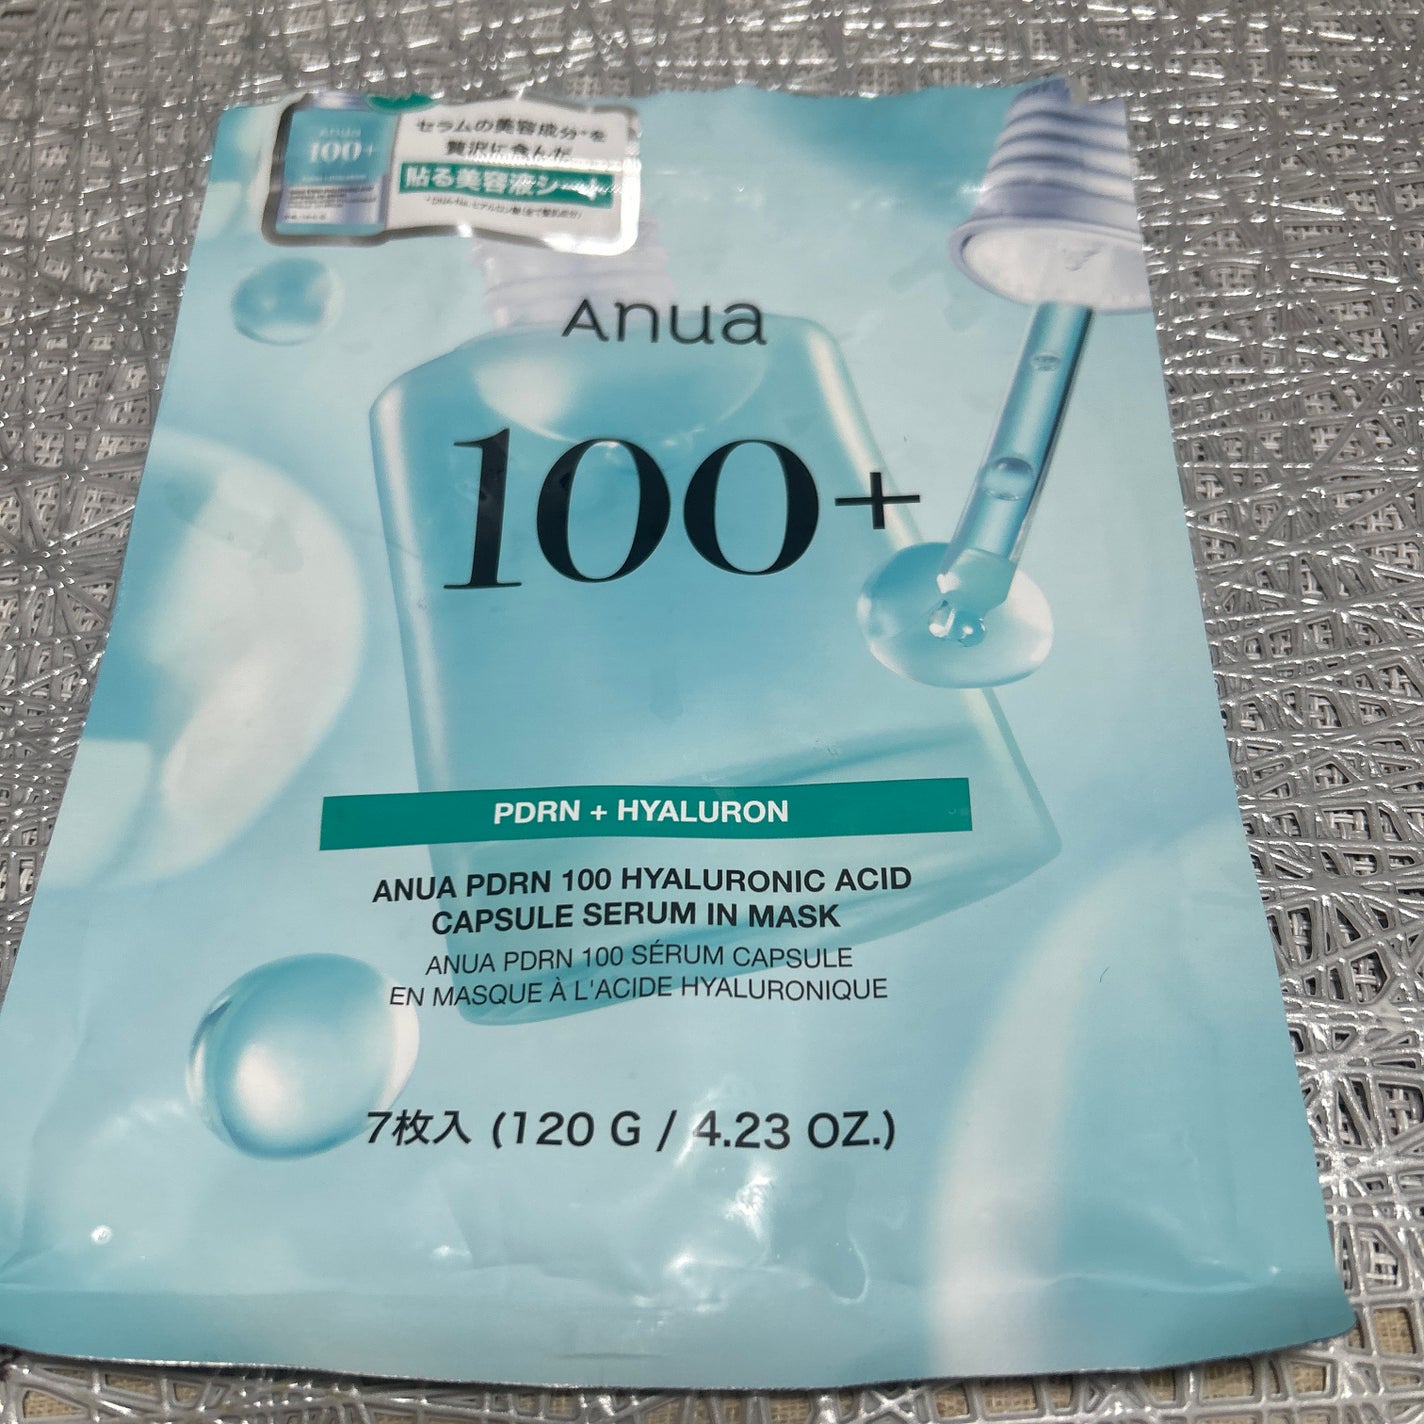 100+
セラムの美容成分*を
贅沢に含んだ
貼る美容液シート
Anua
100+
PDRN + HYALURON
ANUA PDRN 100 HYALURONIC ACID
CAPSULE SERUM IN MASK
ANUA PDRN 100 SÉRUM CAPSULE
EN MASQUE À L'ACIDE HYALURONIQUE
7枚入 (120 G / 4.23 OZ.)